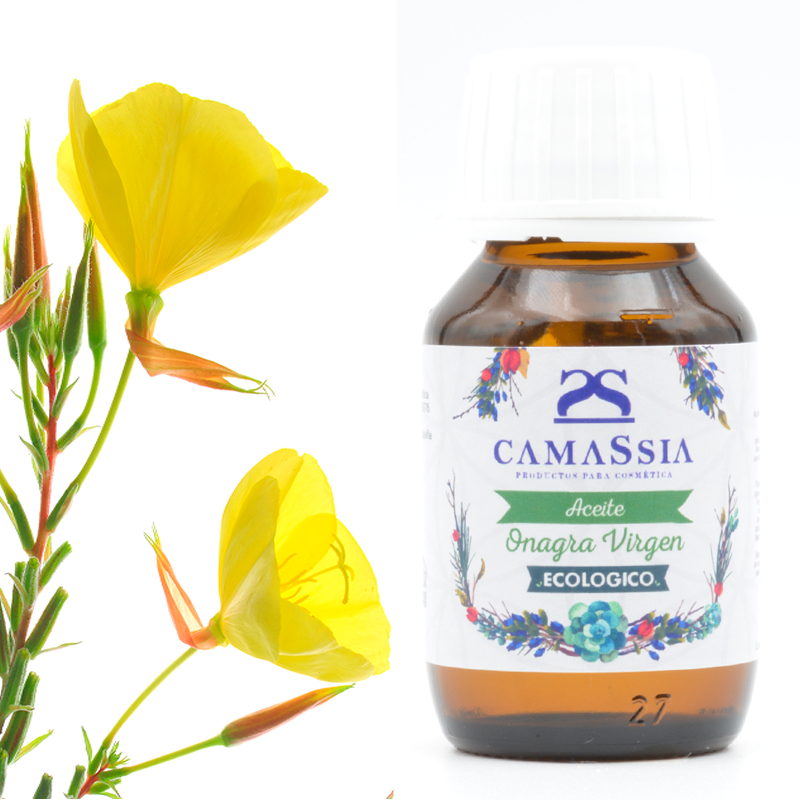 CAMASSIA
PRODUCTOS PARA COSMÉTICA
Aceite
Onagra Virgen
ECOLOGICO
27